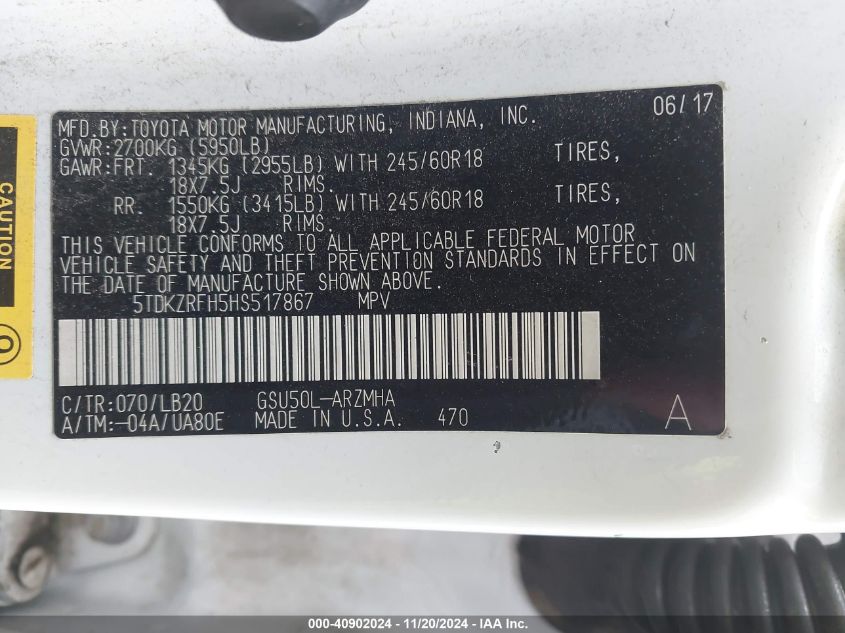 06/17
MFD.BY:TOYOTA MOTOR MANUFACTURING, INDIANA, INC.
GVWR:2700KG (5950LB)
GAWR:FRT. 1345KG (2955LB) WITH 245/60R18 TIRES,
18X7.5J RIMS.
RR. 1550KG (3415LB) WITH 245/60R18 TIRES,
18X7.5J RIMS.
THIS VEHICLE CONFORMS TO ALL APPLICABLE FEDERAL MOTOR
VEHICLE SAFETY AND THEFT PREVENTION STANDARDS IN EFFECT ON
THE DATE OF MANUFACTURE SHOWN ABOVE.
5TDKZRFH5HS517867 MPV
C/TR:070/LB20 GSU50L-ARZMHA
A/TM:-04A/UA80E MADE IN U.S.A. 470 A
CAUTION
000-40902024 - 11/20/2024 - IAA Inc.